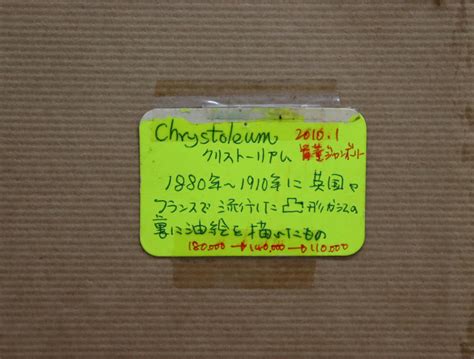 Chrystoleum 2010.1
クリストーリアム 骨董ジャンボリー
1880年～1910年に 英国や
フランスで流行した凸形ガラスの
裏に油絵を描いたもの
180,000→140,000→110,000